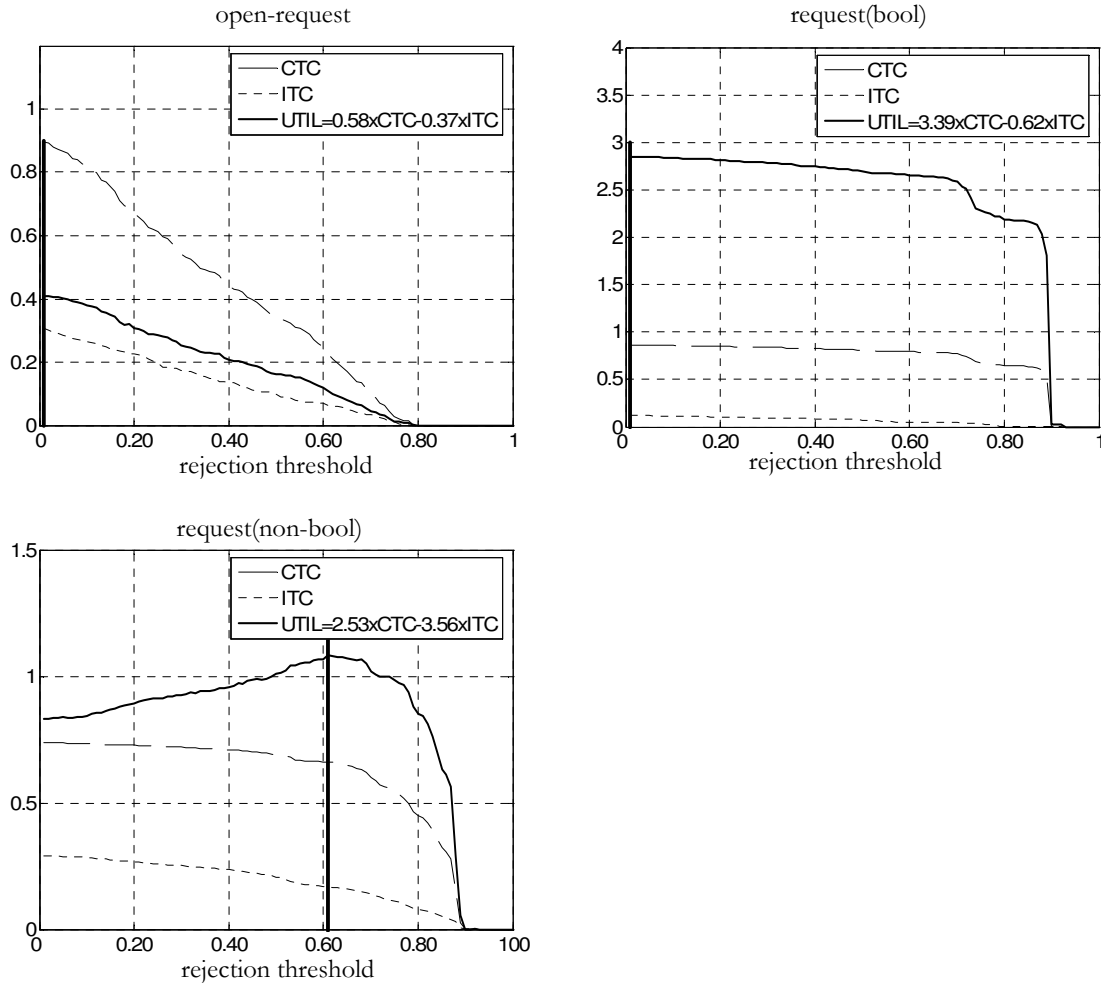 open-request
CTC
ITC
UTIL=0.58xCTC-0.37xITC
1
0.8
0.6
0.4
0.2
0
0 0.20 0.40 0.60 0.80 1
rejection threshold
request(bool)
CTC
ITC
UTIL=3.39xCTC-0.62xITC
4
3.5
3
2.5
2
1.5
1
0.5
0
0 0.20 0.40 0.60 0.80 1
rejection threshold
request(non-bool)
CTC
ITC
UTIL=2.53xCTC-3.56xITC
1.5
1
0.5
0
0 0.20 0.40 0.60 0.80 100
rejection threshold